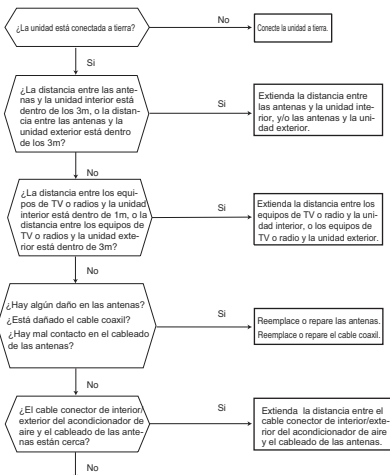 ¿La unidad está conectada a tierra?
No
Conecte la unidad a tierra.
Si
¿La distancia entre las ante-
nas y la unidad interior está
dentro de los 3m, o la distan-
cia entre las antenas y la
unidad exterior está dentro
de los 3m?
Si
Extienda la distancia entre
las antenas y la unidad inte-
rior, y/o las antenas y la uni-
dad exterior.
No
¿La distancia entre los equi-
pos de TV o radios y la unidad
interior está dentro de 1m, o la
distancia entre los equipos de
TV o radios y la unidad exte-
rior está dentro de 3m?
Si
Extienda la distancia entre los
equipos de TV o radio y la uni-
dad interior, o los equipos de
TV o radio y la unidad exterior.
No
¿Hay algún daño en las antenas?
¿Está dañado el cable coaxil?
¿Hay mal contacto en el cableado
de las antenas?
Si
Reemplace o repare las antenas.
Reemplace o repare el cable coaxil.
No
¿El cable conector de interior/
exterior del acondicionador de
aire y el cableado de las ante-
nas están cerca?
Si
Extienda la distancia entre el
cable conector de interior/exte-
rior del acondicionador de aire
y el cableado de las antenas.
No